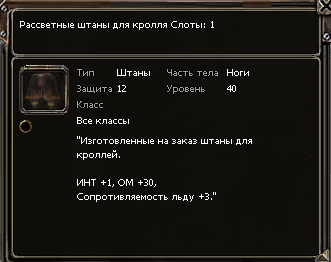 Рассветные штаны для кролля Слоты: 1
Тип Штаны Часть тела Ноги
Защита 12 Уровень 40
Класс
Все классы
"Изготовленные на заказ штаны для
кроллей.
ИНТ +1, ОМ +30,
Сопротивляемость льду +3."